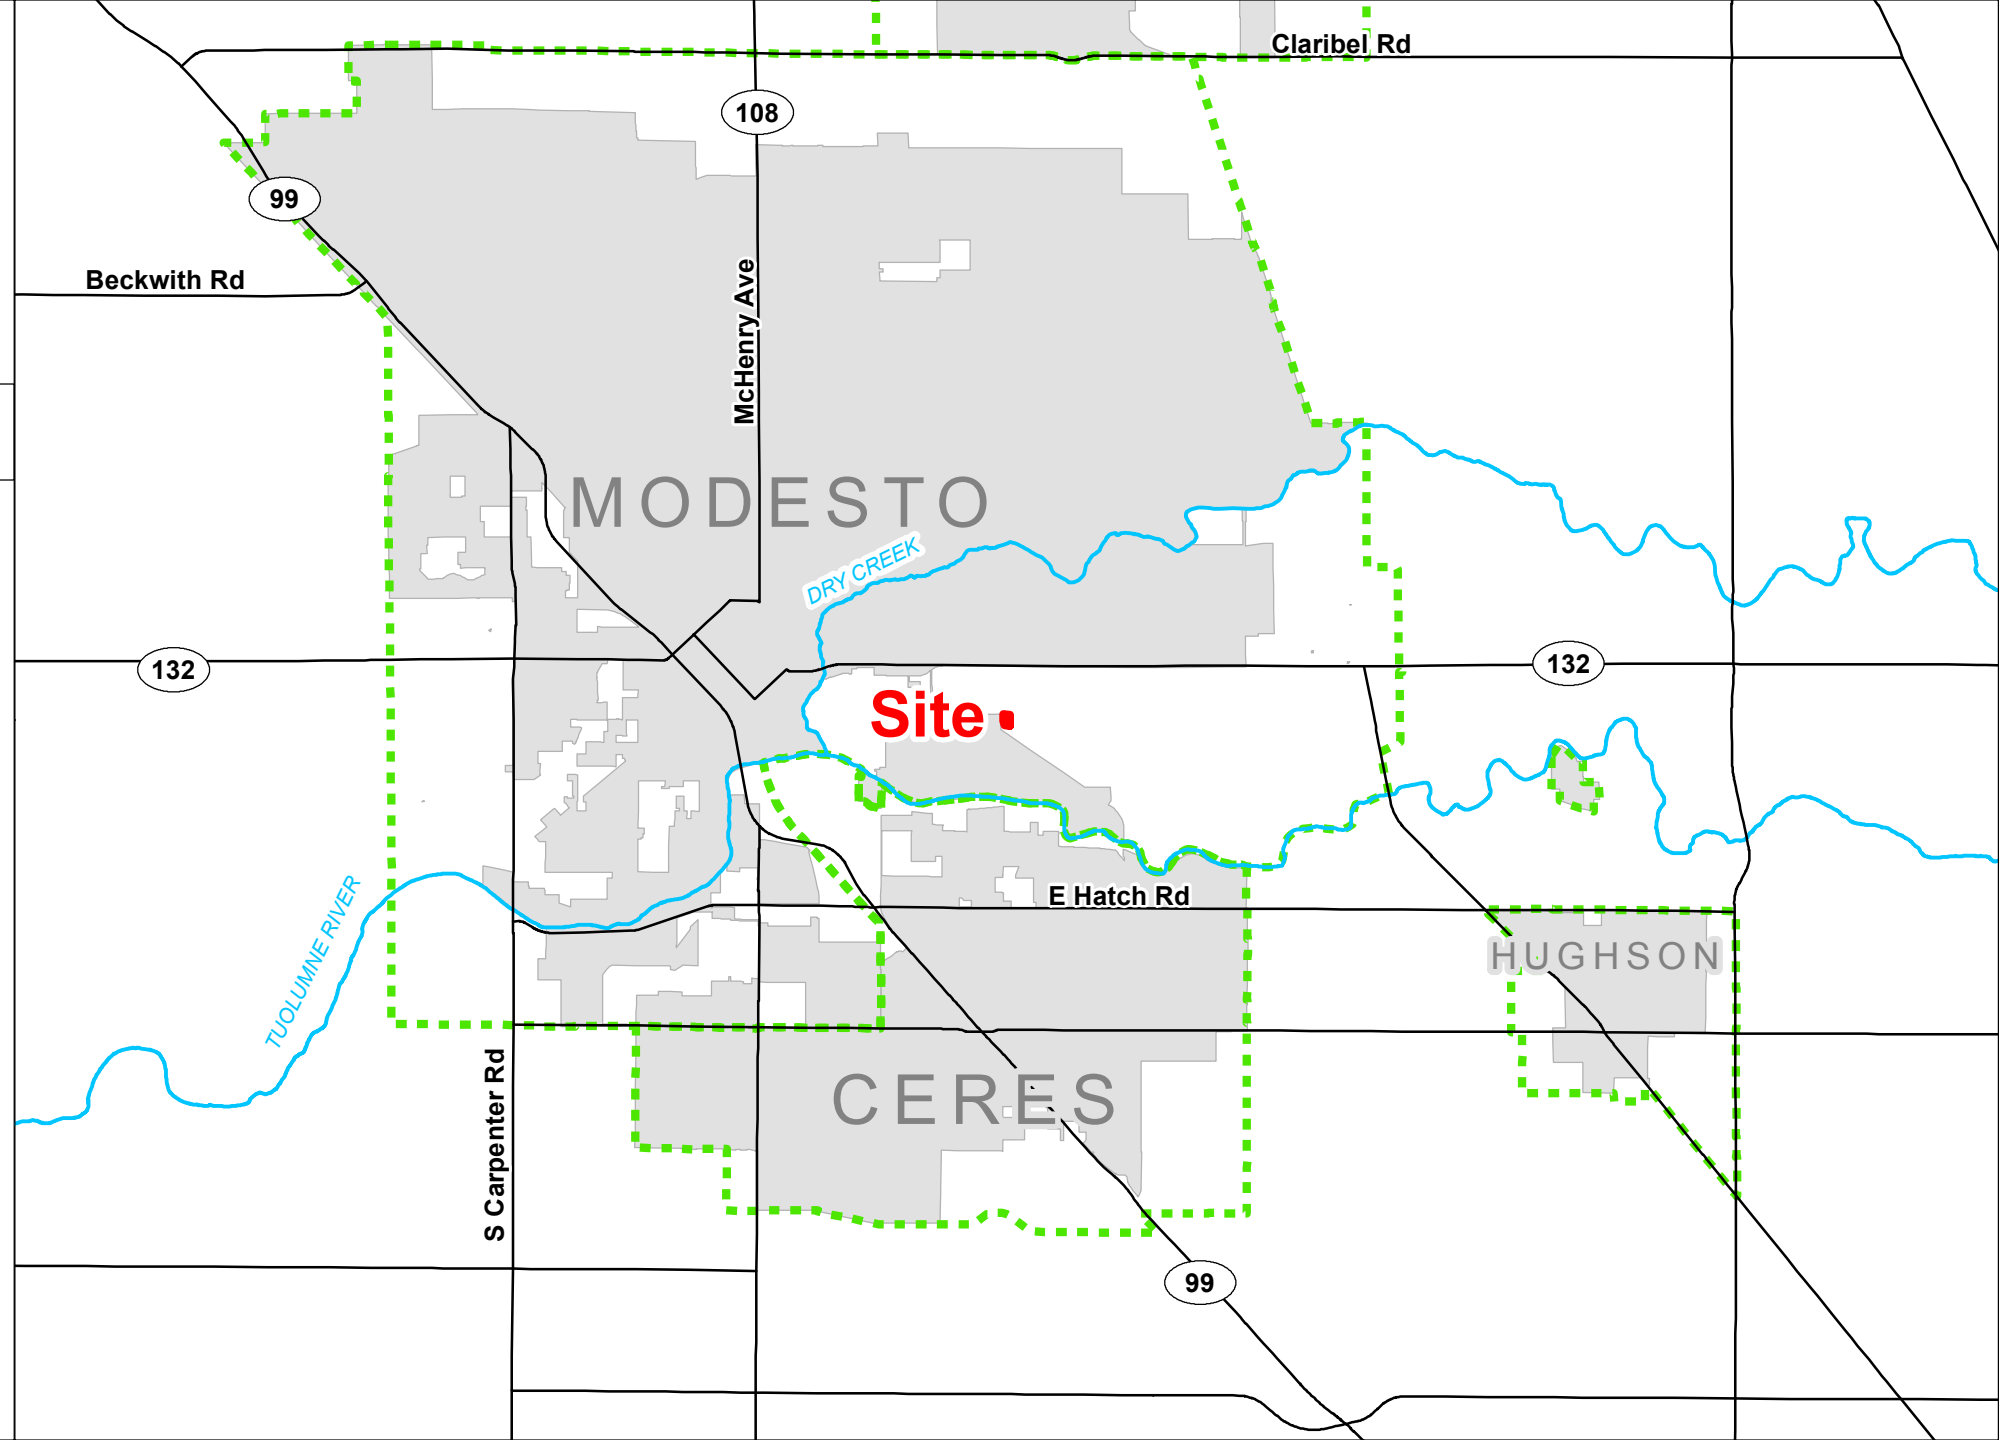 Claribel Rd
108
99
Beckwith Rd
McHenry Ave
MODESTO
DRY CREEK
132
132
Site
E Hatch Rd
TUOLUMNE RIVER
HUGHSON
S Carpenter Rd
CERES
99